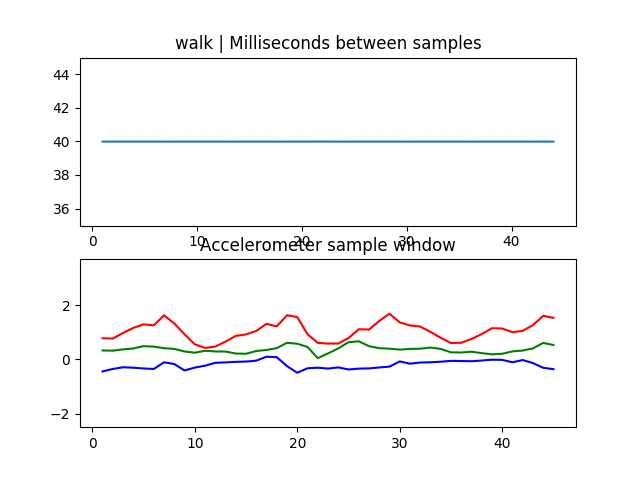 walk | Milliseconds between samples
44
42
40
38
36
0 10 20 30 40
Accelerometer sample window
2
0
−2
0 10 20 30 40